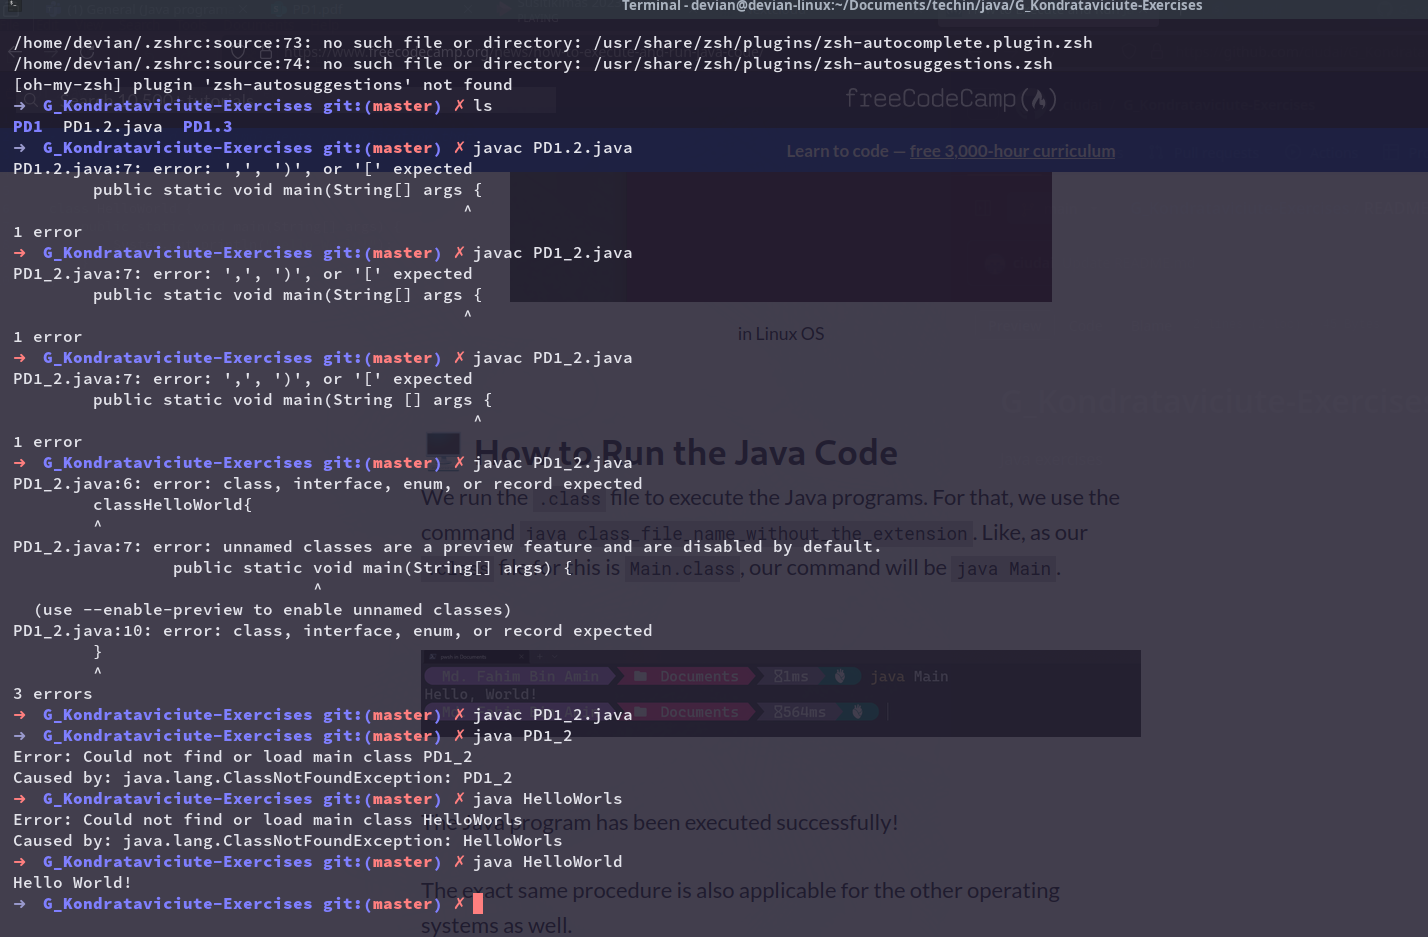 Terminal - devian@devian-linux:~/Documents/techin/java/G_Kondrataviciute-Exercises
/home/devian/.zshrc:source:73: no such file or directory: /usr/share/zsh/plugins/zsh-autocomplete.plugin.zsh
/home/devian/.zshrc:source:74: no such file or directory: /usr/share/zsh/plugins/zsh-autosuggestions.zsh
[oh-my-zsh] plugin 'zsh-autosuggestions' not found
→ G_Kondrataviciute-Exercises git:(master) ✗ ls
freeCodeCamp(🔥)
PD1 PD1.2.java PD1.3
→ G_Kondrataviciute-Exercises git:(master) ✗ javac PD1.2.java
Learn to code — free 3,000-hour curriculum
PD1.2.java:7: error: ',', ')', or '[' expected
public static void main(String[] args {
^
1 error
→ G_Kondrataviciute-Exercises git:(master) ✗ javac PD1_2.java
PD1_2.java:7: error: ',', ')', or '[' expected
public static void main(String[] args {
^
1 error
in Linux OS
→ G_Kondrataviciute-Exercises git:(master) ✗ javac PD1_2.java
PD1_2.java:7: error: ',', ')', or '[' expected
public static void main(String [] args {
^
G_Kondrataviciute-Exercise
1 error
How to Run the Java Code
→ G_Kondrataviciute-Exercises git:(master) ✗ javac PD1_2.java
PD1_2.java:6: error: class, interface, enum, or record expected
We run the .class file to execute the Java programs. For that, we use the
classHelloWorld{
^
command java class_file_name_without_the_extension. Like, as our
PD1_2.java:7: error: unnamed classes are a preview feature and are disabled by default.
public static void main(String[] args) {
file for this is Main.class, our command will be java Main.
^
(use --enable-preview to enable unnamed classes)
PD1_2.java:10: error: class, interface, enum, or record expected
}
^
Md. Fahim Bin Amin Documents 1ms java Main
3 errors
Hello, World!
→ G_Kondrataviciute-Exercises git:(master) ✗ javac PD1_2.java
Documents 564ms
→ G_Kondrataviciute-Exercises git:(master) ✗ java PD1_2
Error: Could not find or load main class PD1_2
Caused by: java.lang.ClassNotFoundException: PD1_2
→ G_Kondrataviciute-Exercises git:(master) ✗ java HelloWorls
Error: Could not find or load main class HelloWorls
The Java program has been executed successfully!
Caused by: java.lang.ClassNotFoundException: HelloWorls
→ G_Kondrataviciute-Exercises git:(master) ✗ java HelloWorld
Hello World!
The exact same procedure is also applicable for the other operating
→ G_Kondrataviciute-Exercises git:(master) ✗
systems as well.